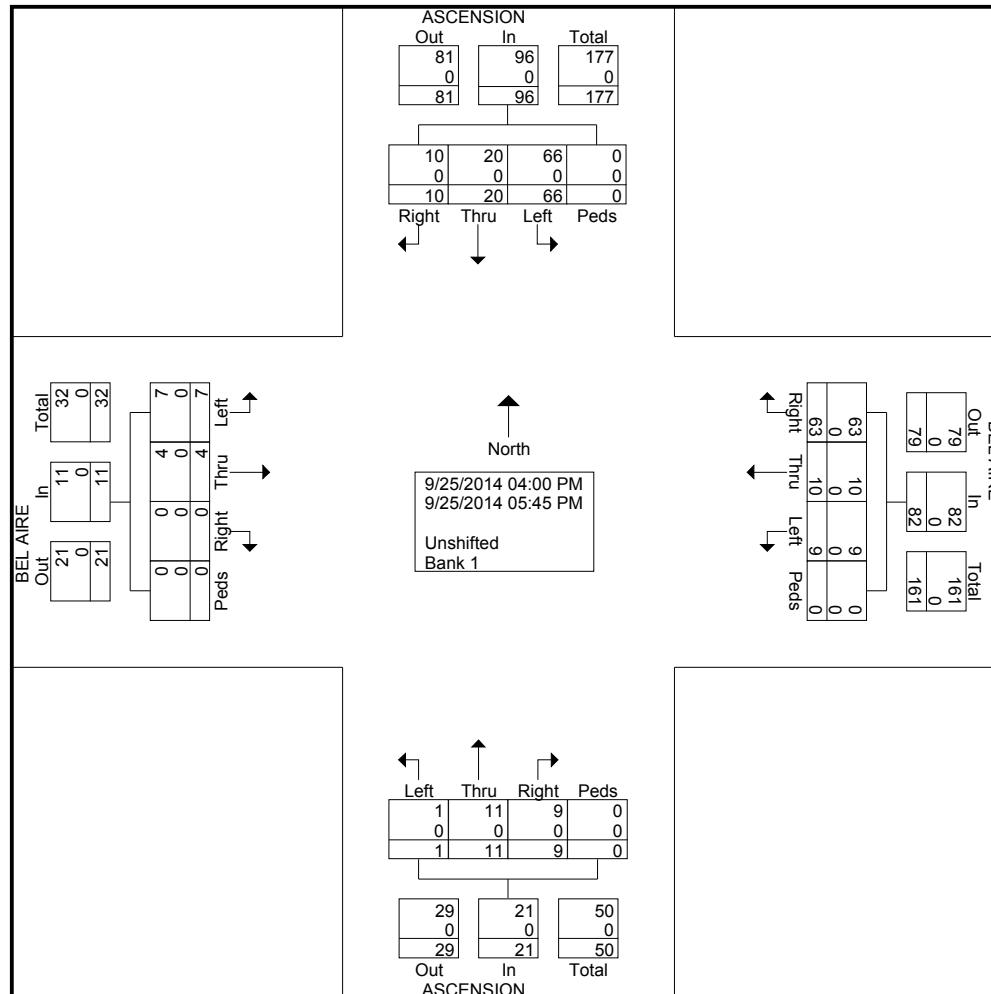 ASCENSION
Out In Total
81 96 177
0 0 0
81 96 177
10 20 66 0
0 0 0 0
10 20 66 0
Right Thru Left Peds
BEL AIRE
Out In Total
21 11 32
0 0 0
21 11 32
0 0 4 7
0 0 0 0
0 0 4 7
Peds Right Thru Left
North
9/25/2014 04:00 PM
9/25/2014 05:45 PM
Unshifted
Bank 1
BEL AIRE
Out In Total
79 82 161
0 0 0
79 82 161
63 10 9 0
0 0 0 0
63 10 9 0
Right Thru Left Peds
Left Thru Right Peds
1 11 9 0
0 0 0 0
1 11 9 0
29 21 50
0 0 0
29 21 50
Out In Total
ASCENSION